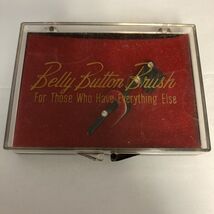 Belly Button Brush
For Those Who Have Everything Else